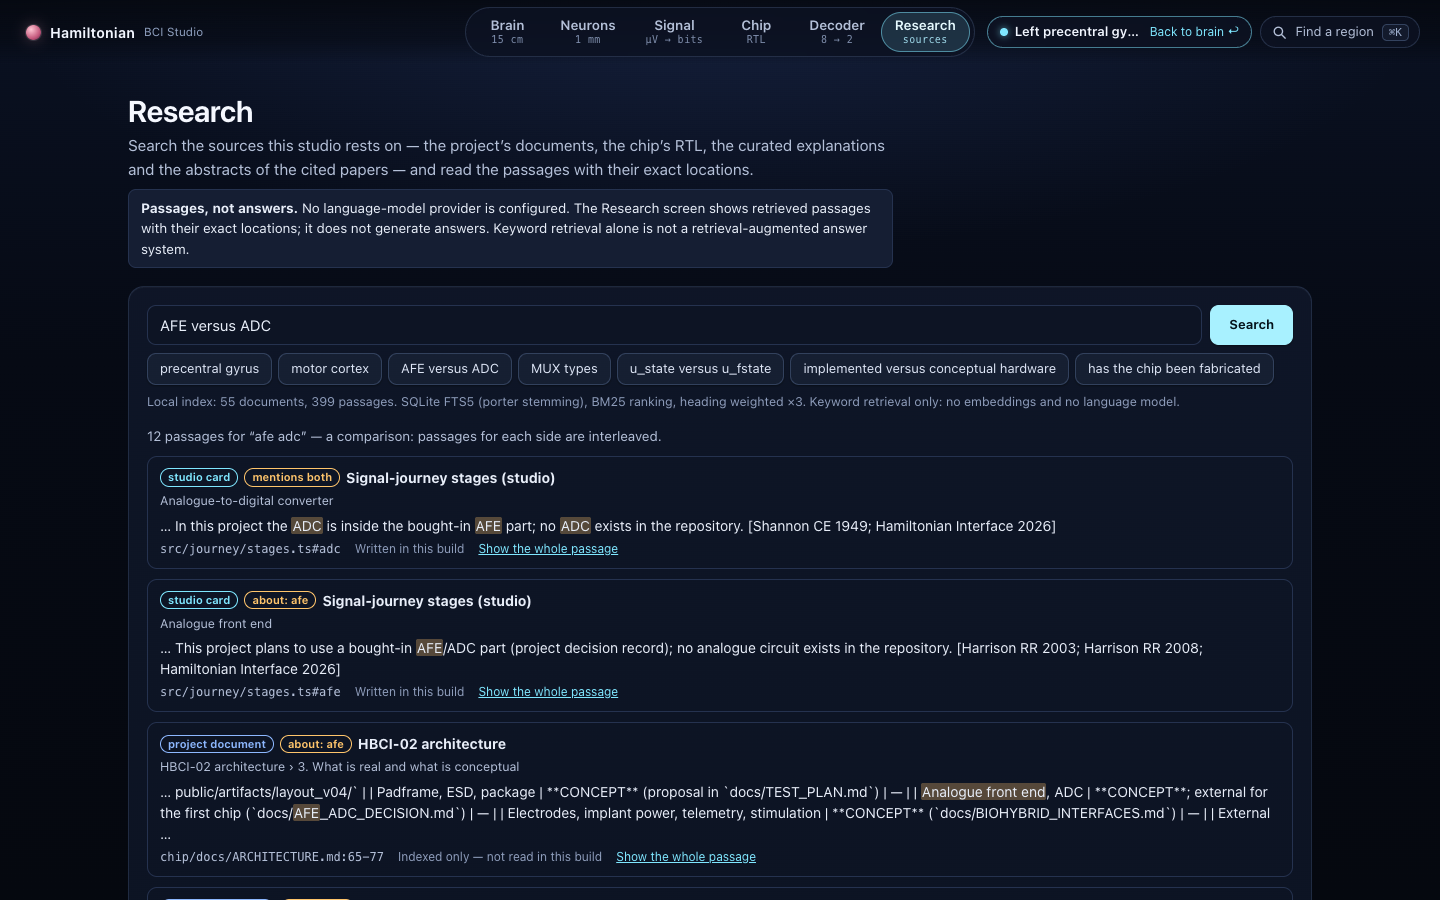 Hamiltonian BCI Studio
Brain
15 cm
Neurons
1 mm
Signal
µV → bits
Chip
RTL
Decoder
8 → 2
Research
sources
Left precentral gy... Back to brain ↩
Find a region ⌘K
Research
Search the sources this studio rests on — the project's documents, the chip's RTL, the curated explanations
and the abstracts of the cited papers — and read the passages with their exact locations.
Passages, not answers. No language-model provider is configured. The Research screen shows retrieved passages
with their exact locations; it does not generate answers. Keyword retrieval alone is not a retrieval-augmented answer
system.
AFE versus ADC
Search
precentral gyrus
motor cortex
AFE versus ADC
MUX types
u_state versus u_fstate
implemented versus conceptual hardware
has the chip been fabricated
Local index: 55 documents, 399 passages. SQLite FTS5 (porter stemming), BM25 ranking, heading weighted ×3. Keyword retrieval only: no embeddings and no language model.
12 passages for “afe adc” — a comparison: passages for each side are interleaved.
studio card mentions both Signal-journey stages (studio)
Analogue-to-digital converter
... In this project the ADC is inside the bought-in AFE part; no ADC exists in the repository. [Shannon CE 1949; Hamiltonian Interface 2026]
src/journey/stages.ts#adc Written in this build Show the whole passage
studio card about: afe Signal-journey stages (studio)
Analogue front end
... This project plans to use a bought-in AFE/ADC part (project decision record); no analogue circuit exists in the repository. [Harrison RR 2003; Harrison RR 2008;
Hamiltonian Interface 2026]
src/journey/stages.ts#afe Written in this build Show the whole passage
project document about: afe HBCI-02 architecture
HBCI-02 architecture › 3. What is real and what is conceptual
... public/artifacts/layout_v04/` | | Padframe, ESD, package | **CONCEPT** (proposal in `docs/TEST_PLAN.md`) | — | | Analogue front end, ADC | **CONCEPT**; external for
the first chip (`docs/AFE_ADC_DECISION.md`) | — | | Electrodes, implant power, telemetry, stimulation | **CONCEPT** (`docs/BIOHYBRID_INTERFACES.md`) | — | | External
...
chip/docs/ARCHITECTURE.md:65–77 Indexed only — not read in this build Show the whole passage